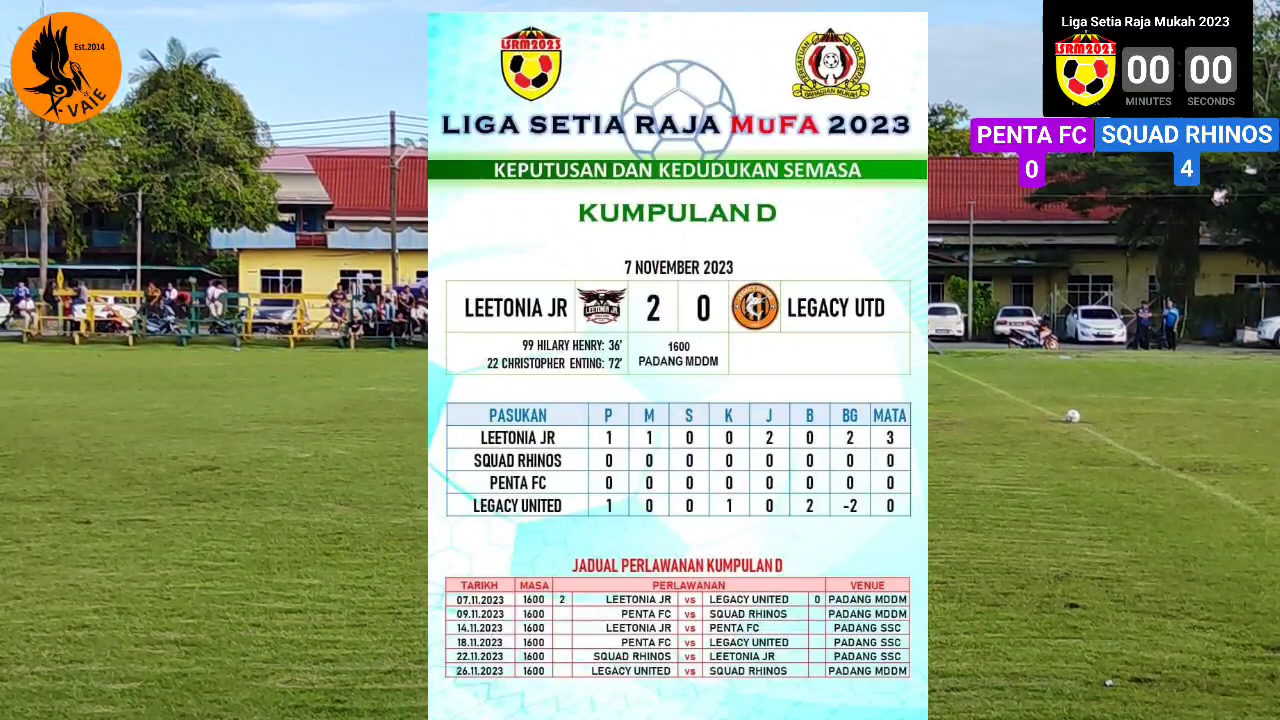 Est.2014
VAIE
LSRM2023
PERSATUAN BOLA SEPAK
BAHAGIAN MUKAH
LIGA SETIA RAJA MuFA 2023
KEPUTUSAN DAN KEDUDUKAN SEMASA
KUMPULAN D
7 NOVEMBER 2023
LEETONIA JR 2 0 LEGACY UTD
LEETONIA JR.
99 HILARY HENRY: 36' 1600
22 CHRISTOPHER ENTING: 72' PADANG MDDM
PASUKAN P M S K J B BG MATA
LEETONIA JR 1 1 0 0 2 0 2 3
SQUAD RHINOS 0 0 0 0 0 0 0 0
PENTA FC 0 0 0 0 0 0 0 0
LEGACY UNITED 1 0 0 1 0 2 -2 0
JADUAL PERLAWANAN KUMPULAN D
TARIKH MASA PERLAWANAN VENUE
07.11.2023 1600 2 LEETONIA JR vs LEGACY UNITED 0 PADANG MDDM
09.11.2023 1600 PENTA FC vs SQUAD RHINOS PADANG MDDM
14.11.2023 1600 LEETONIA JR vs PENTA FC PADANG SSC
18.11.2023 1600 PENTA FC vs LEGACY UNITED PADANG SSC
22.11.2023 1600 SQUAD RHINOS vs LEETONIA JR PADANG SSC
26.11.2023 1600 LEGACY UNITED vs SQUAD RHINOS PADANG MDDM
Liga Setia Raja Mukah 2023
LSRM2023
00 : 00
MINUTES SECONDS
PENTA FC SQUAD RHINOS
0 4